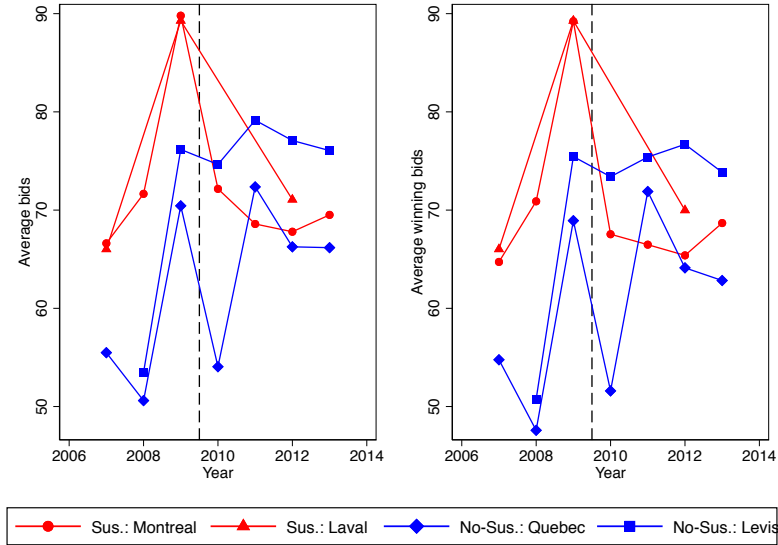 Average bids
90
80
70
60
50
2006 2008 2010 2012 2014
Year
Average winning bids
90
80
70
60
50
2006 2008 2010 2012 2014
Year
Sus.: Montreal Sus.: Laval No-Sus.: Quebec No-Sus.: Levis